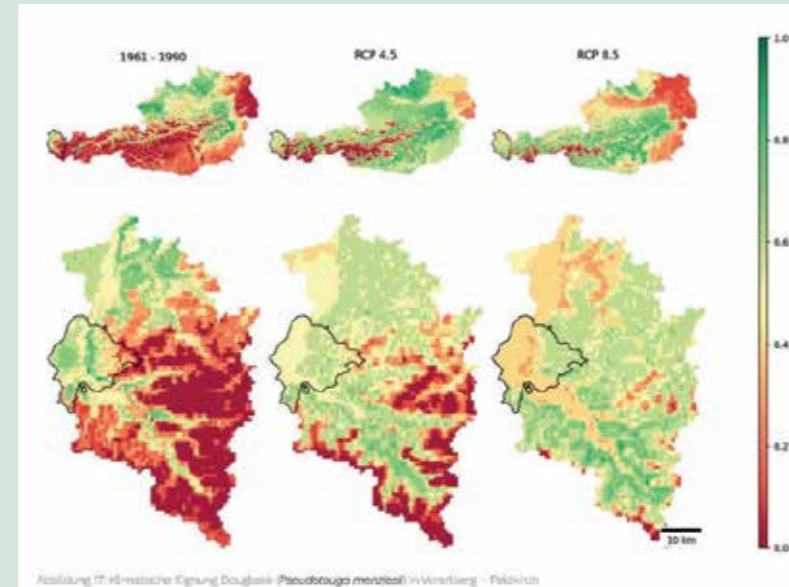 1961 - 1990
RCP 4.5
RCP 8.5
1.0
0.8
0.6
0.4
0.2
0.0
10 km
Abbildung 17: Klimatische Eignung Douglasie (Pseudotsuga menziesii) in Vorarlberg - Feldkirch